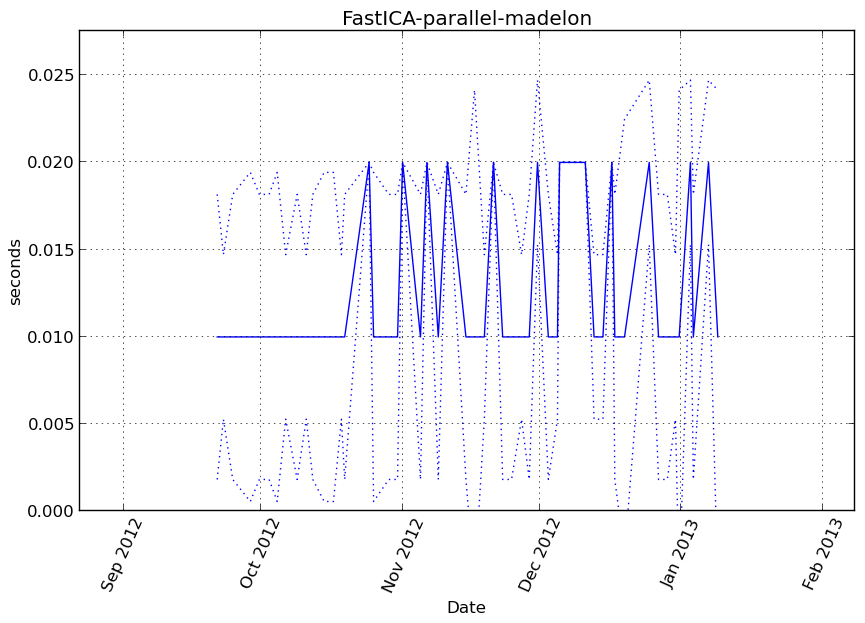 FastICA-parallel-madelon
0.025
0.020
0.015
0.010
0.005
0.000
seconds
Sep 2012
Oct 2012
Nov 2012
Dec 2012
Jan 2013
Feb 2013
Date